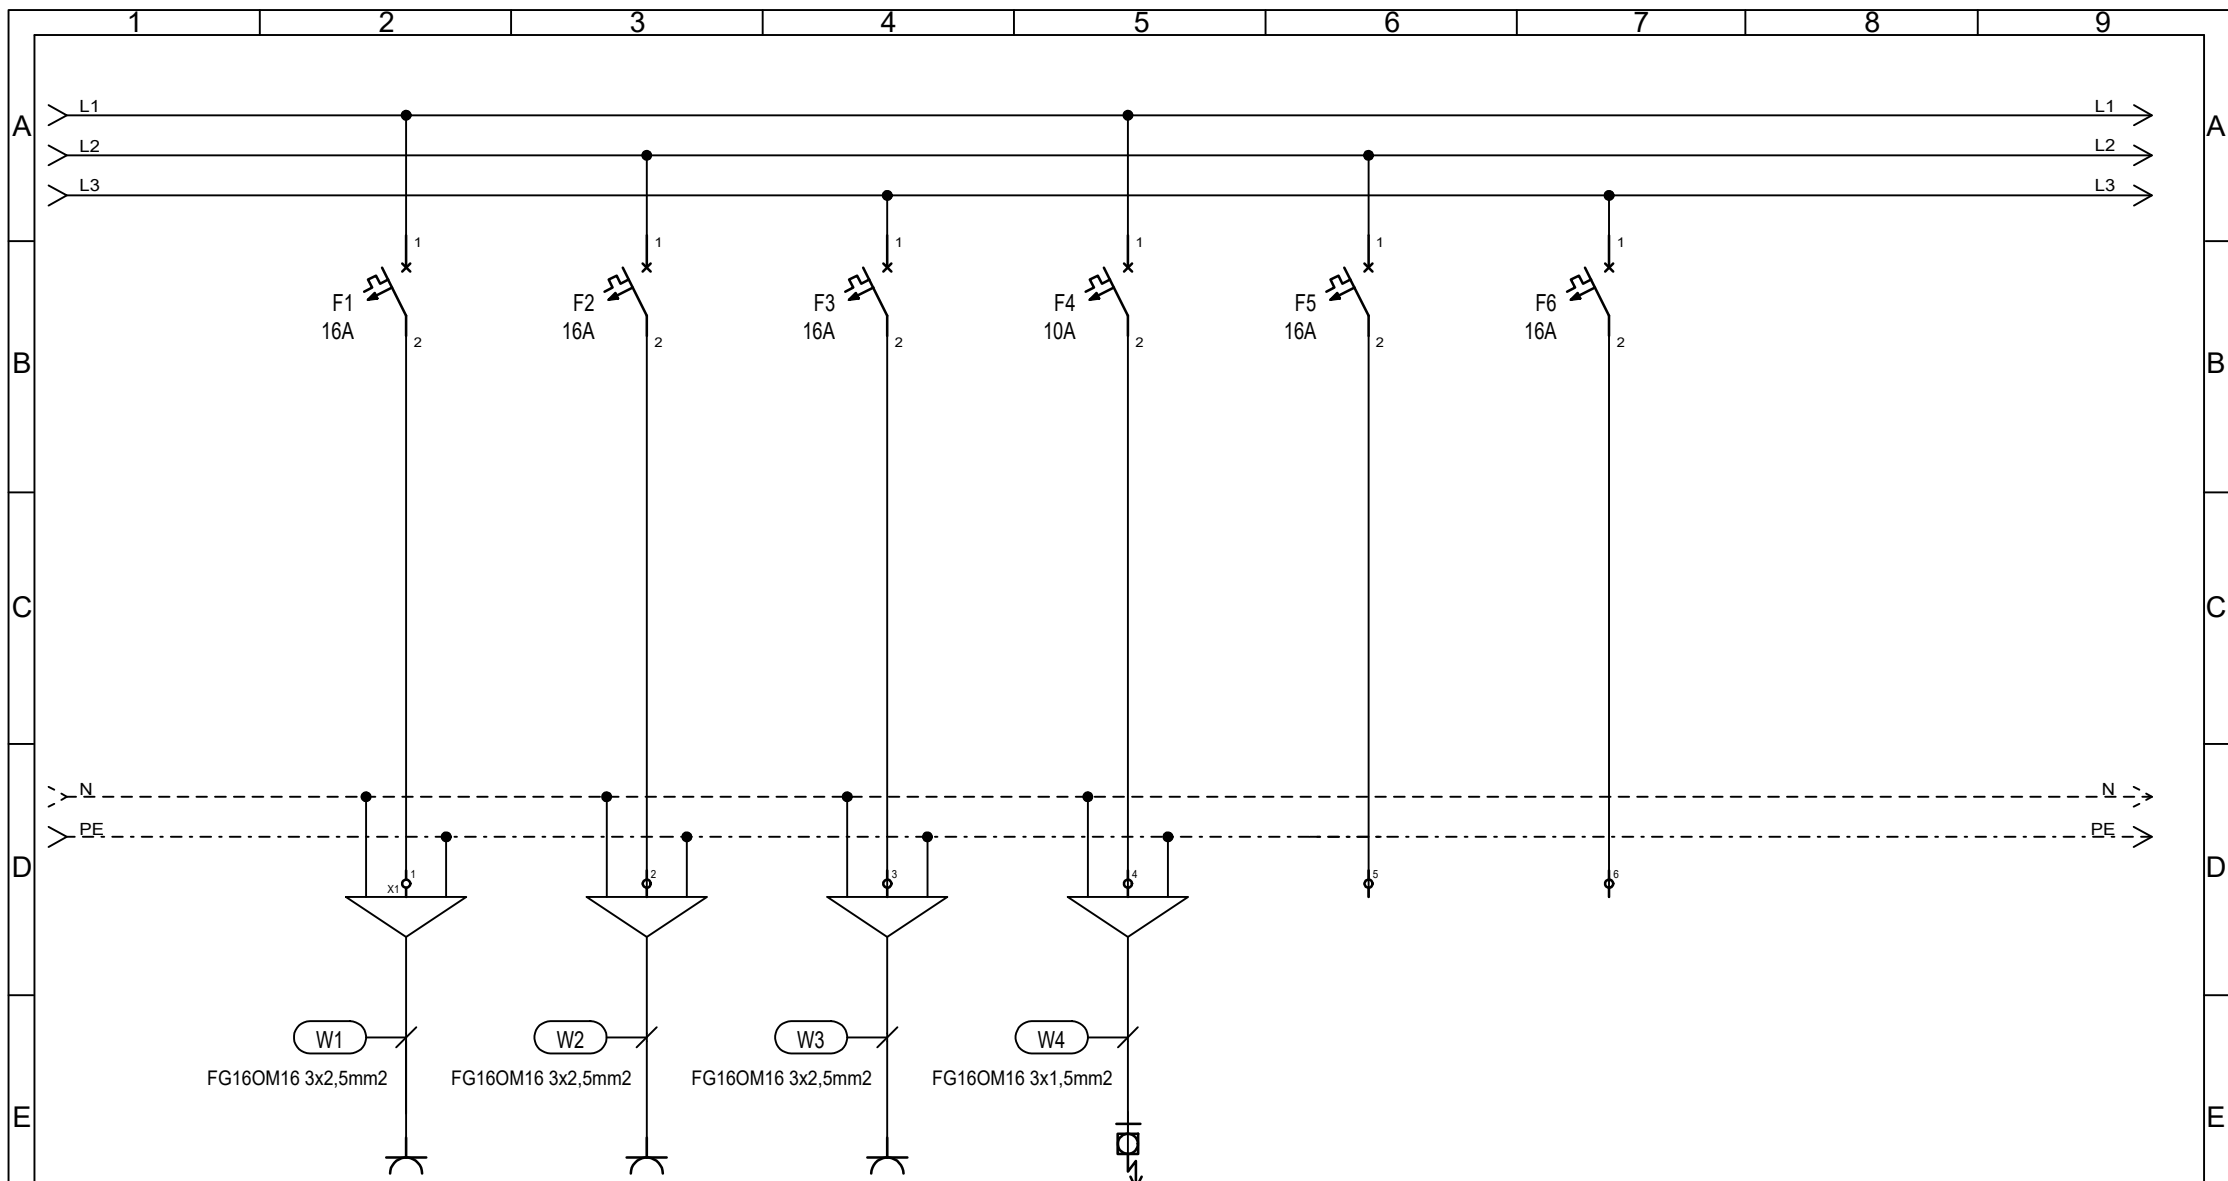 1 2 3 4 5 6 7 8 9
L1 L1
A A
L2 L2
L3 L3
1 1 1 1 1 1
F1 F2 F3 F4 F5 F6
16A 16A 16A 10A 16A 16A
2 2 2 2 2 2
B B
C C
N N
PE PE
D D
X1 1 2 3 4 5 6
W1 W2 W3 W4
FG16OM16 3x2,5mm2 FG16OM16 3x2,5mm2 FG16OM16 3x2,5mm2 FG16OM16 3x1,5mm2
E E